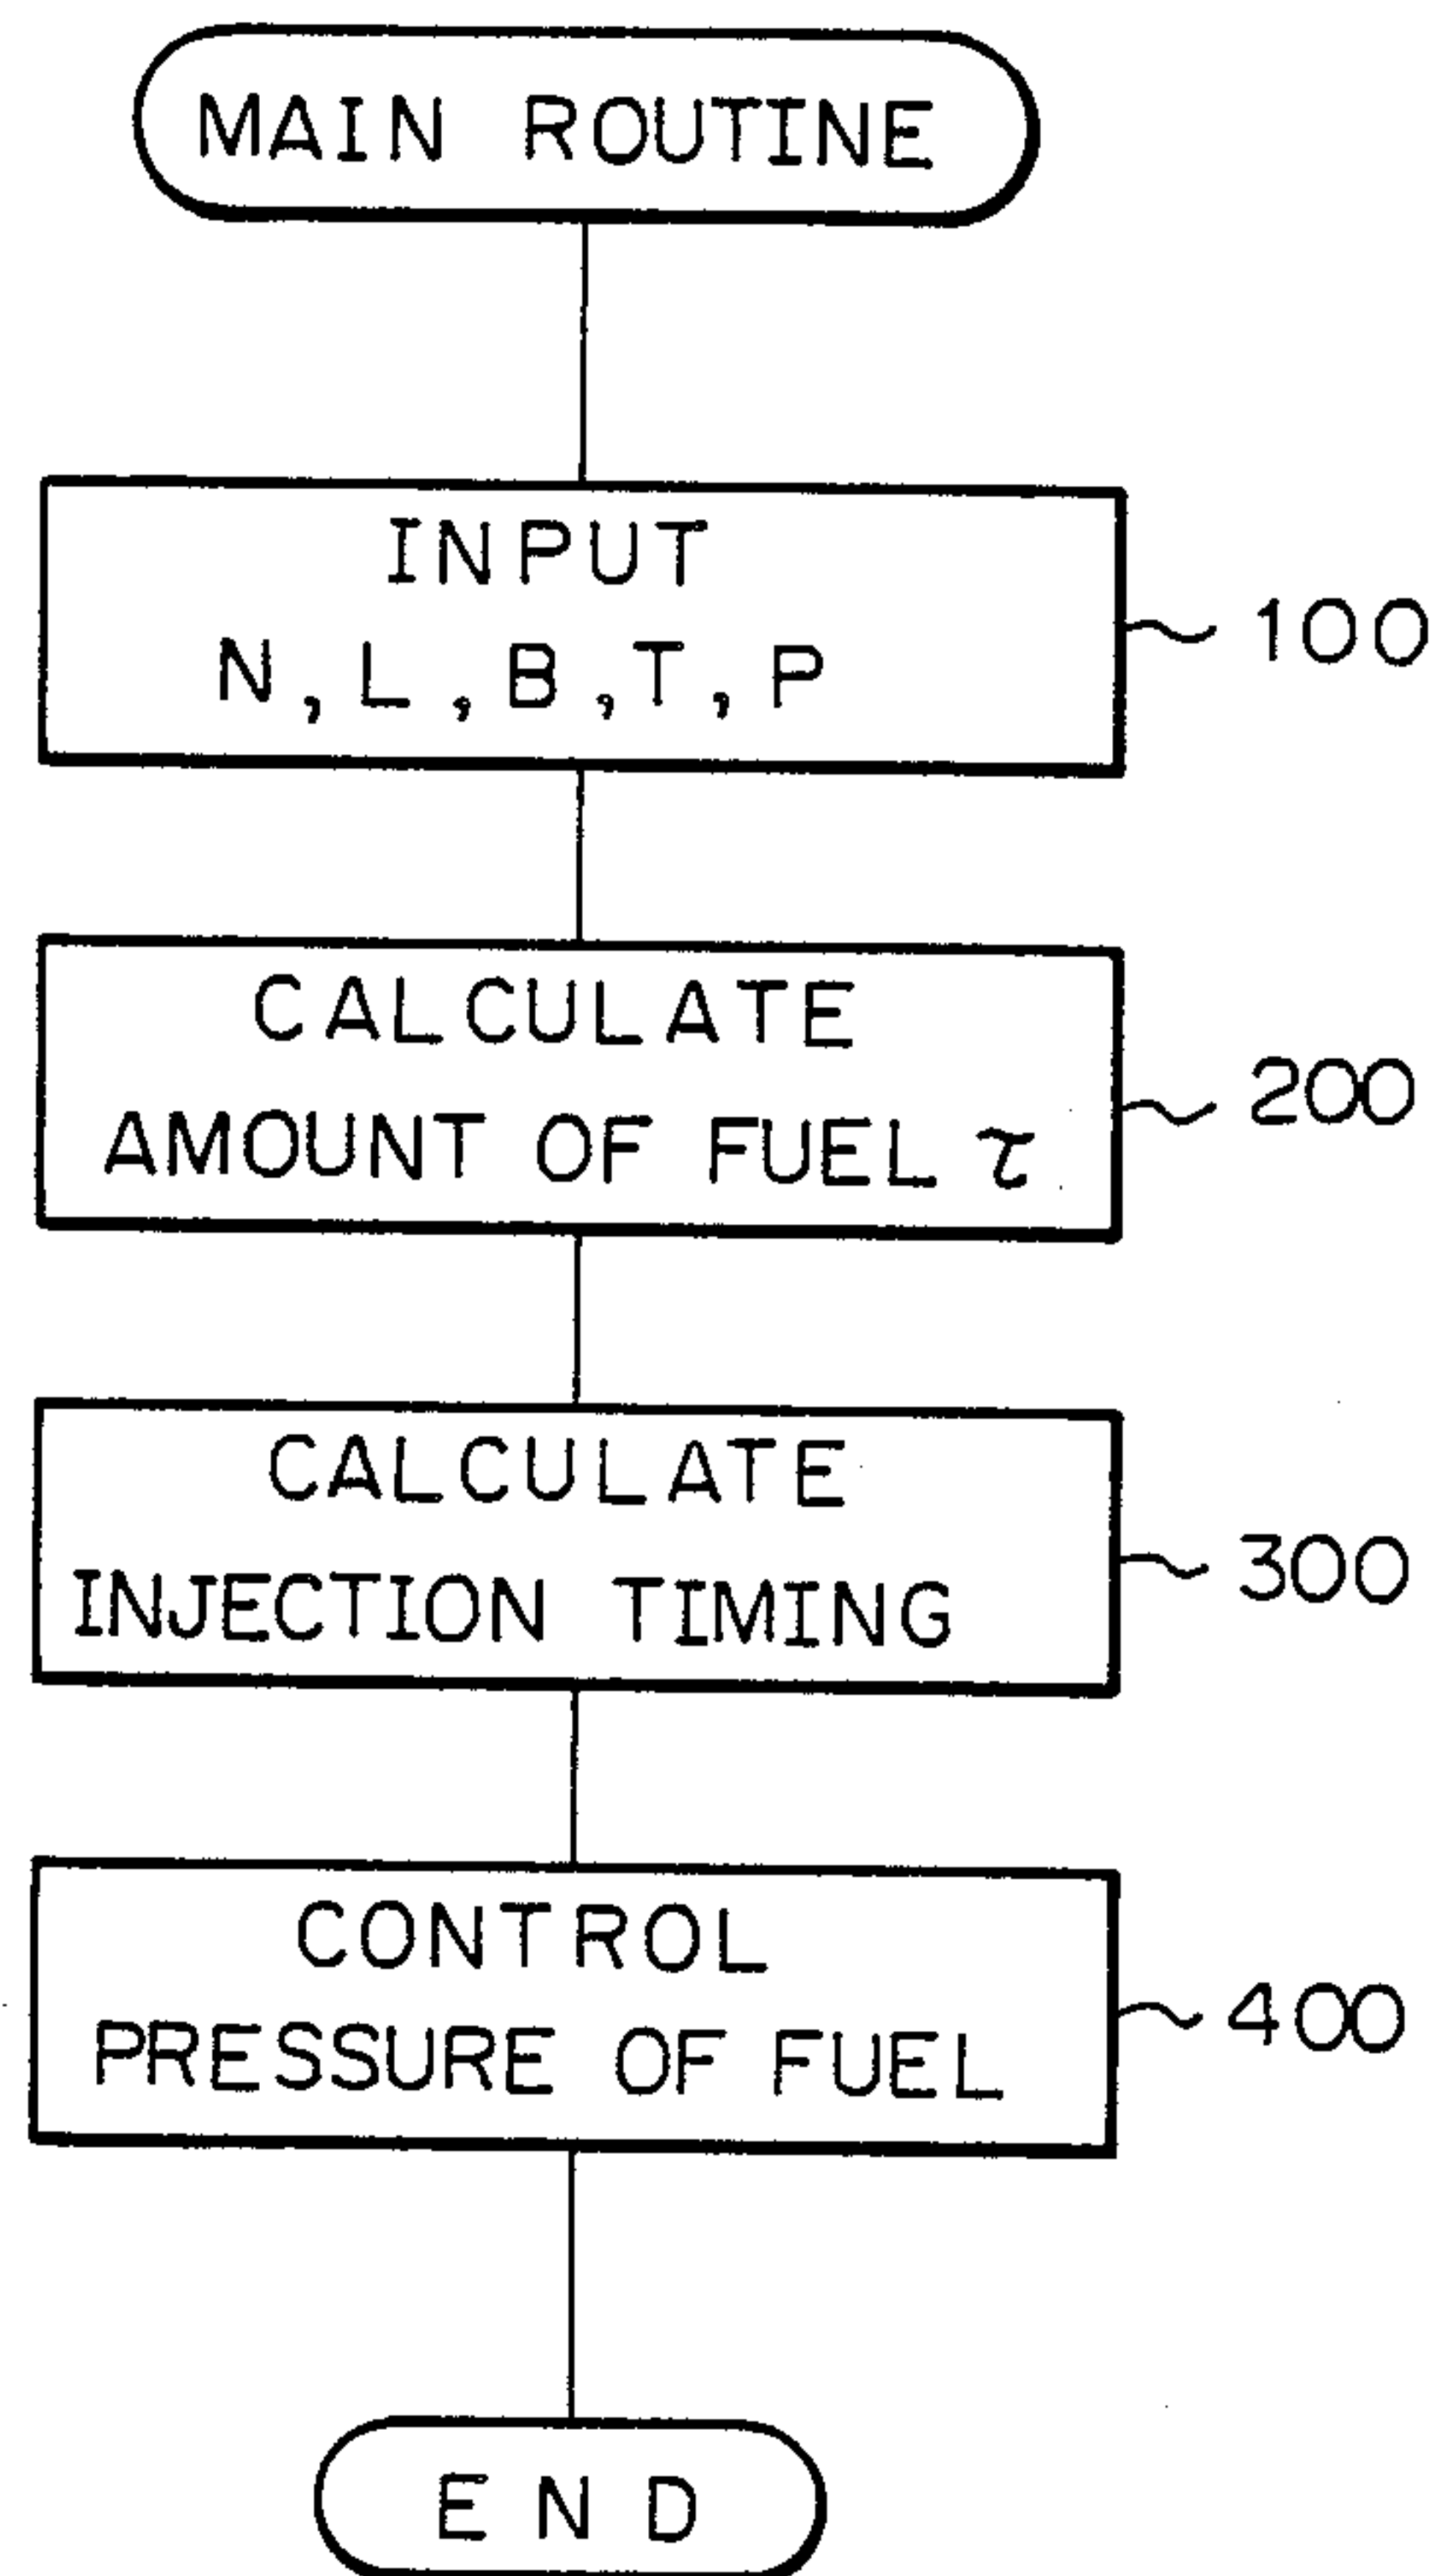 MAIN ROUTINE
INPUT
N, L, B, T, P
100
CALCULATE
AMOUNT OF FUEL τ
200
CALCULATE
INJECTION TIMING
300
CONTROL
PRESSURE OF FUEL
400
END